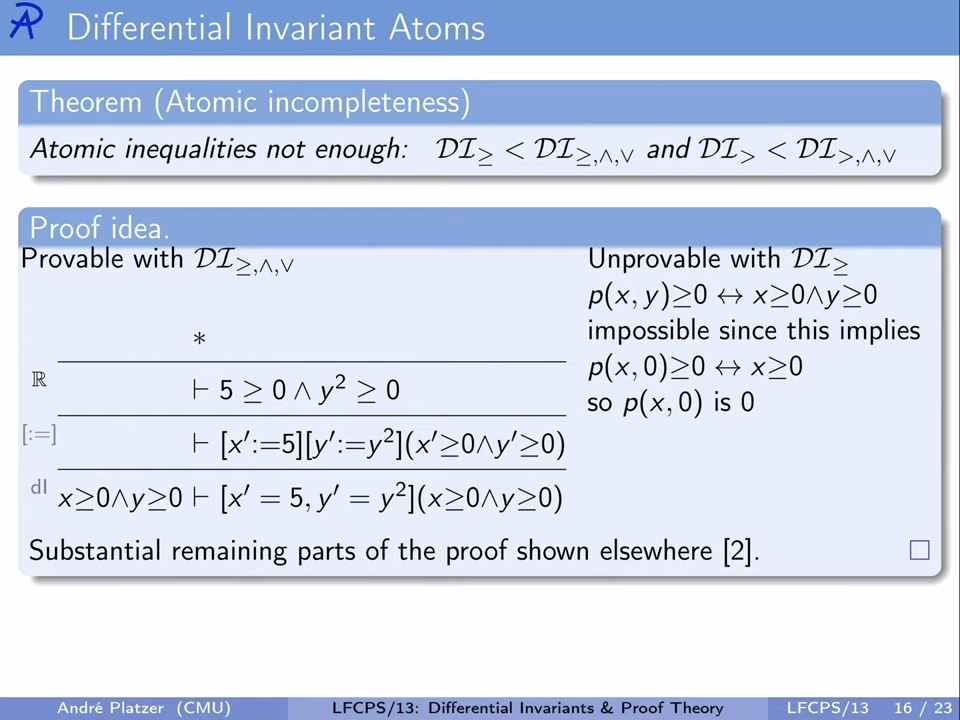 Differential Invariant Atoms
Theorem (Atomic incompleteness)
Atomic inequalities not enough: 𝒟ℐ≥ < 𝒟ℐ≥,∧,∨ and 𝒟ℐ> < 𝒟ℐ>,∧,∨
Proof idea.
Provable with 𝒟ℐ≥,∧,∨
*
ℝ
⊢ 5 ≥ 0 ∧ y² ≥ 0
[:=]
⊢ [x′:=5][y′:=y²](x′≥0∧y′≥0)
dI
x≥0∧y≥0 ⊢ [x′ = 5, y′ = y²](x≥0∧y≥0)
Unprovable with 𝒟ℐ≥
p(x, y)≥0 ↔ x≥0∧y≥0
impossible since this implies
p(x, 0)≥0 ↔ x≥0
so p(x, 0) is 0
Substantial remaining parts of the proof shown elsewhere [2]. □
André Platzer (CMU) LFCPS/13: Differential Invariants & Proof Theory LFCPS/13 16 / 23